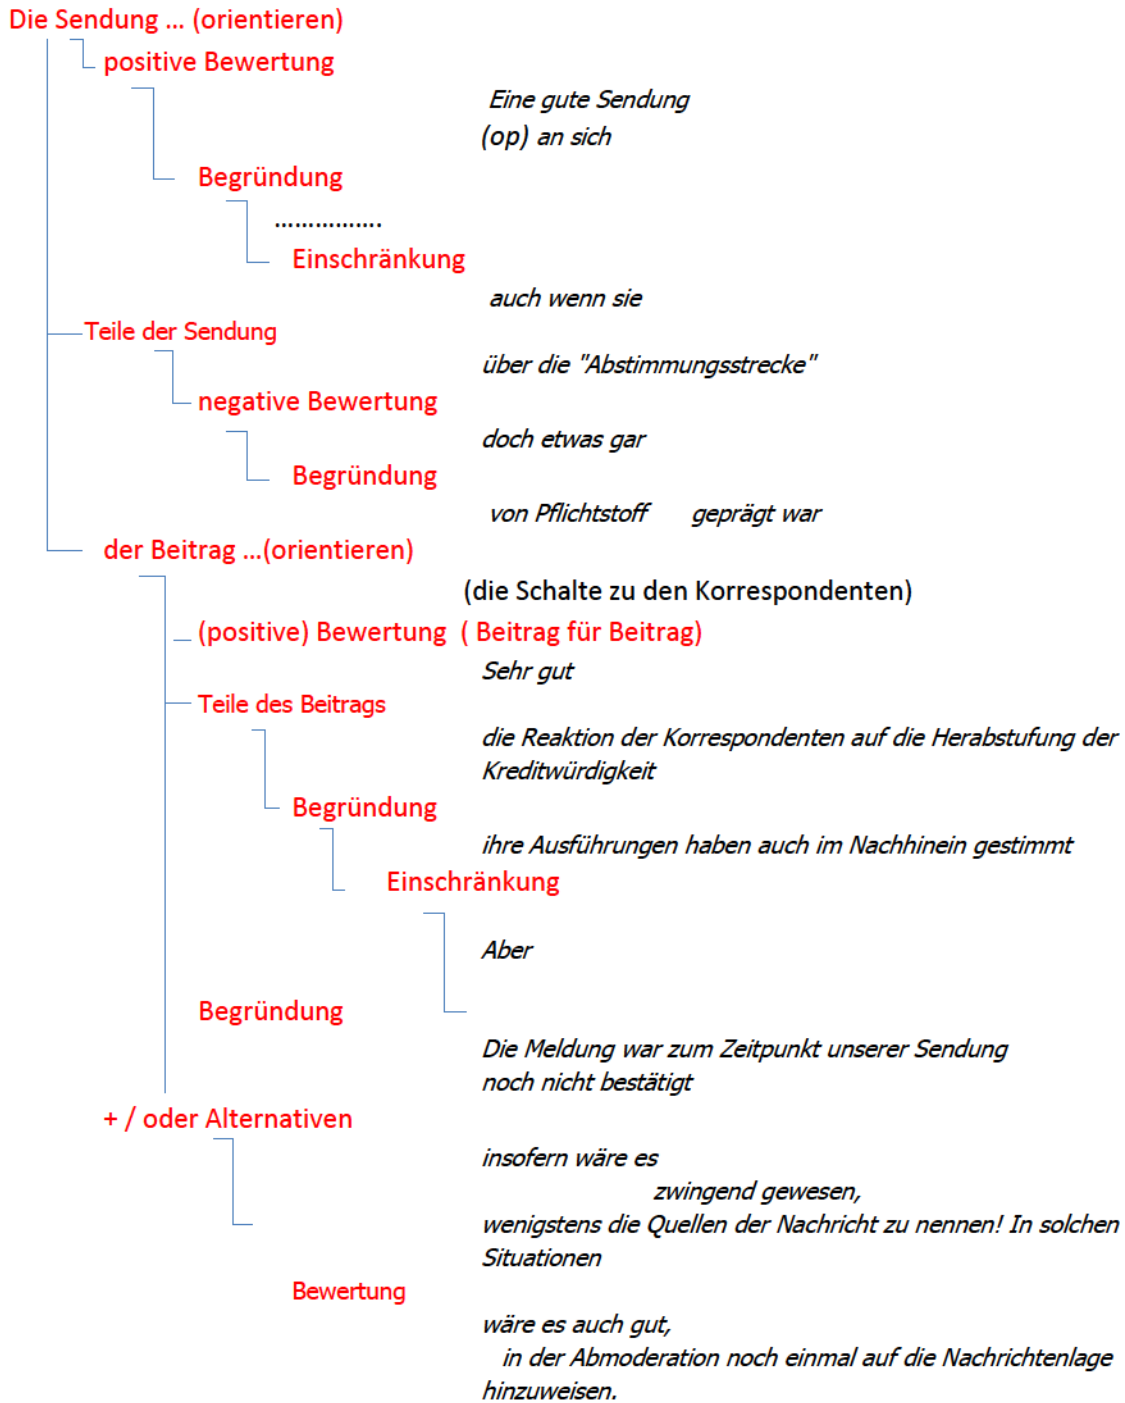 Die Sendung ... (orientieren)
positive Bewertung
Eine gute Sendung
(op) an sich
Begründung
................
Einschränkung
auch wenn sie
Teile der Sendung
über die "Abstimmungsstrecke"
negative Bewertung
doch etwas gar
Begründung
von Pflichtstoff geprägt war
der Beitrag ...(orientieren)
(die Schalte zu den Korrespondenten)
(positive) Bewertung ( Beitrag für Beitrag)
Sehr gut
Teile des Beitrags
die Reaktion der Korrespondenten auf die Herabstufung der
Kreditwürdigkeit
Begründung
ihre Ausführungen haben auch im Nachhinein gestimmt
Einschränkung
Aber
Begründung
Die Meldung war zum Zeitpunkt unserer Sendung
noch nicht bestätigt
+ / oder Alternativen
insofern wäre es
zwingend gewesen,
wenigstens die Quellen der Nachricht zu nennen! In solchen
Situationen
Bewertung
wäre es auch gut,
in der Abmoderation noch einmal auf die Nachrichtenlage
hinzuweisen.